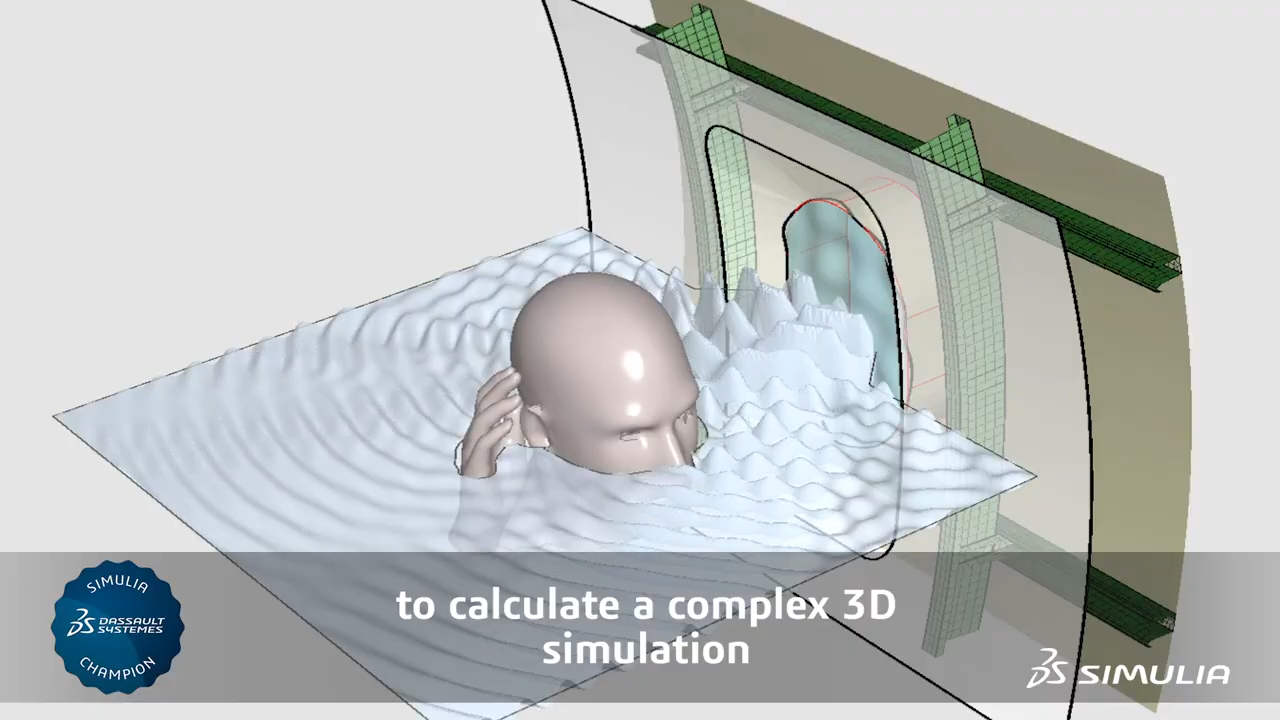 to calculate a complex 3D
simulation
SIMULIA
DASSAULT
SYSTEMES
CHAMPION
SIMULIA